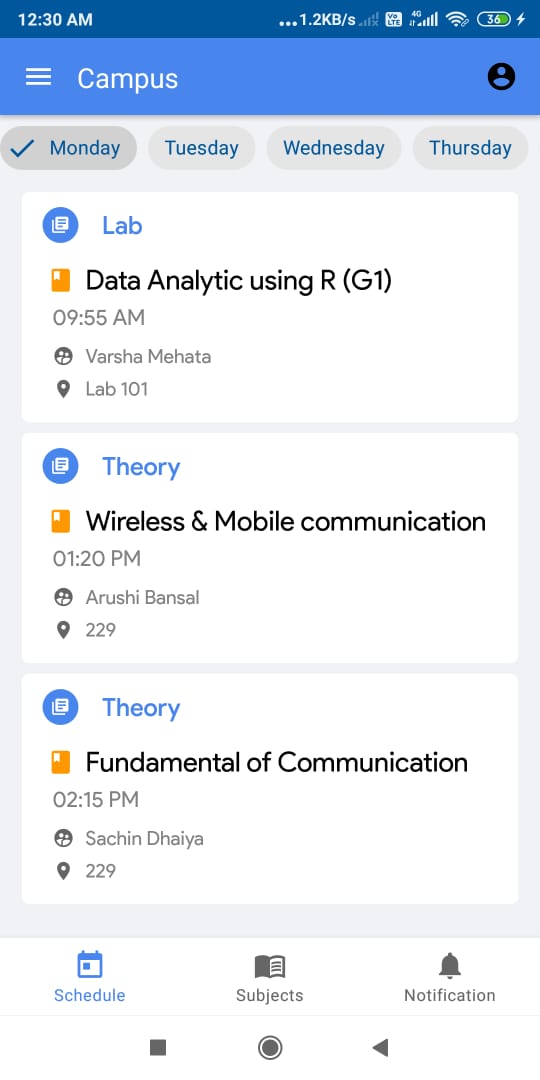 12:30 AM ...1.2KB/s Vo LTE 4G 36
Campus
Monday Tuesday Wednesday Thursday
Lab
Data Analytic using R (G1)
09:55 AM
Varsha Mehata
Lab 101
Theory
Wireless & Mobile communication
01:20 PM
Arushi Bansal
229
Theory
Fundamental of Communication
02:15 PM
Sachin Dhaiya
229
Schedule Subjects Notification